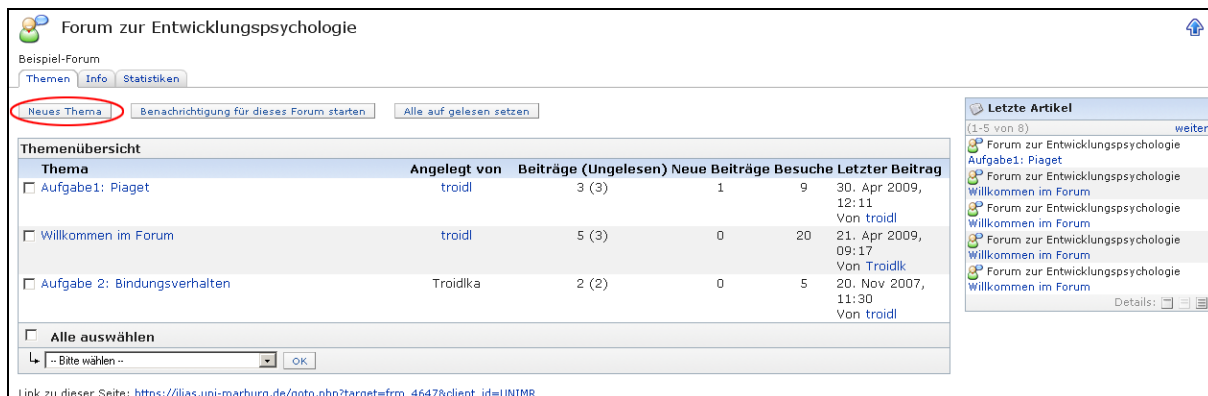 Forum zur Entwicklungspsychologie
Beispiel-Forum
Themen Info Statistiken
Neues Thema Benachrichtigung für dieses Forum starten Alle auf gelesen setzen
Themenübersicht
Thema Angelegt von Beiträge (Ungelesen) Neue Beiträge Besuche Letzter Beitrag
Aufgabe1: Piaget troidl 3 (3) 1 9 30. Apr 2009,
12:11
Von troidl
Willkommen im Forum troidl 5 (3) 0 20 21. Apr 2009,
09:17
Von Troidlk
Aufgabe 2: Bindungsverhalten Troidlka 2 (2) 0 5 20. Nov 2007,
11:30
Von troidl
Alle auswählen
-- Bitte wählen -- OK
Link zu dieser Seite: https://ilias.uni-marburg.de/goto.php?target=frm_4647&client_id=UNIMR
Letzte Artikel
(1-5 von 8) weiter
Forum zur Entwicklungspsychologie
Aufgabe1: Piaget
Forum zur Entwicklungspsychologie
Willkommen im Forum
Forum zur Entwicklungspsychologie
Willkommen im Forum
Forum zur Entwicklungspsychologie
Willkommen im Forum
Forum zur Entwicklungspsychologie
Willkommen im Forum
Details: